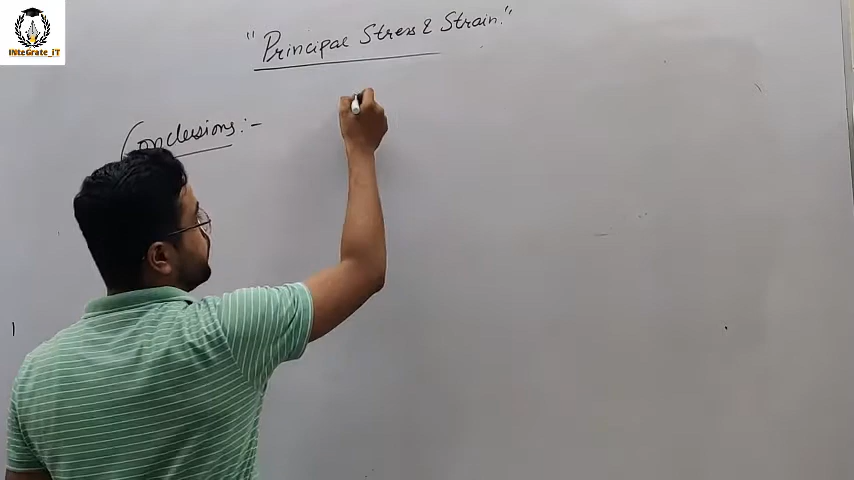 INteGrate_iT
"Principal Stress & Strain."
Conclusions:-